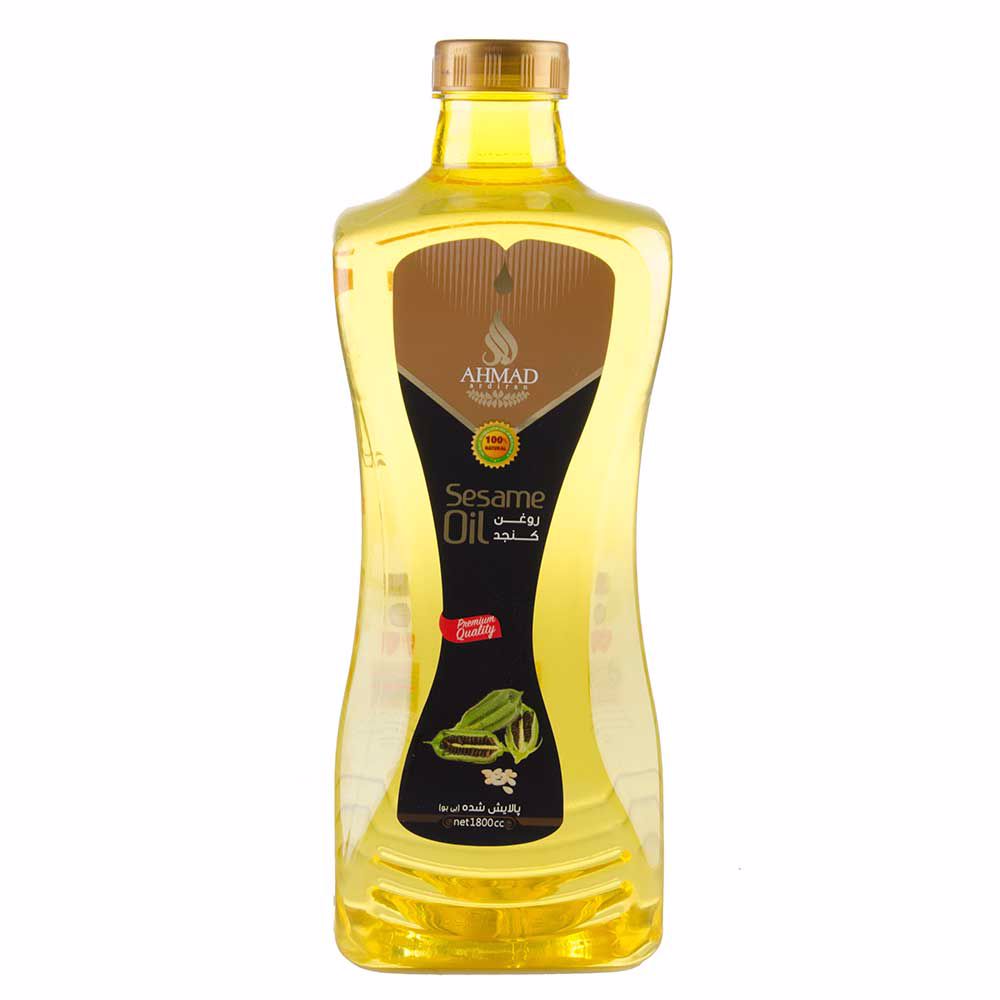 AHMAD
ardiran
100%
NATURAL
Sesame
Oil
روغن
کنجد
Premium
Quality
پالایش شده (بی بو)
net1800cc